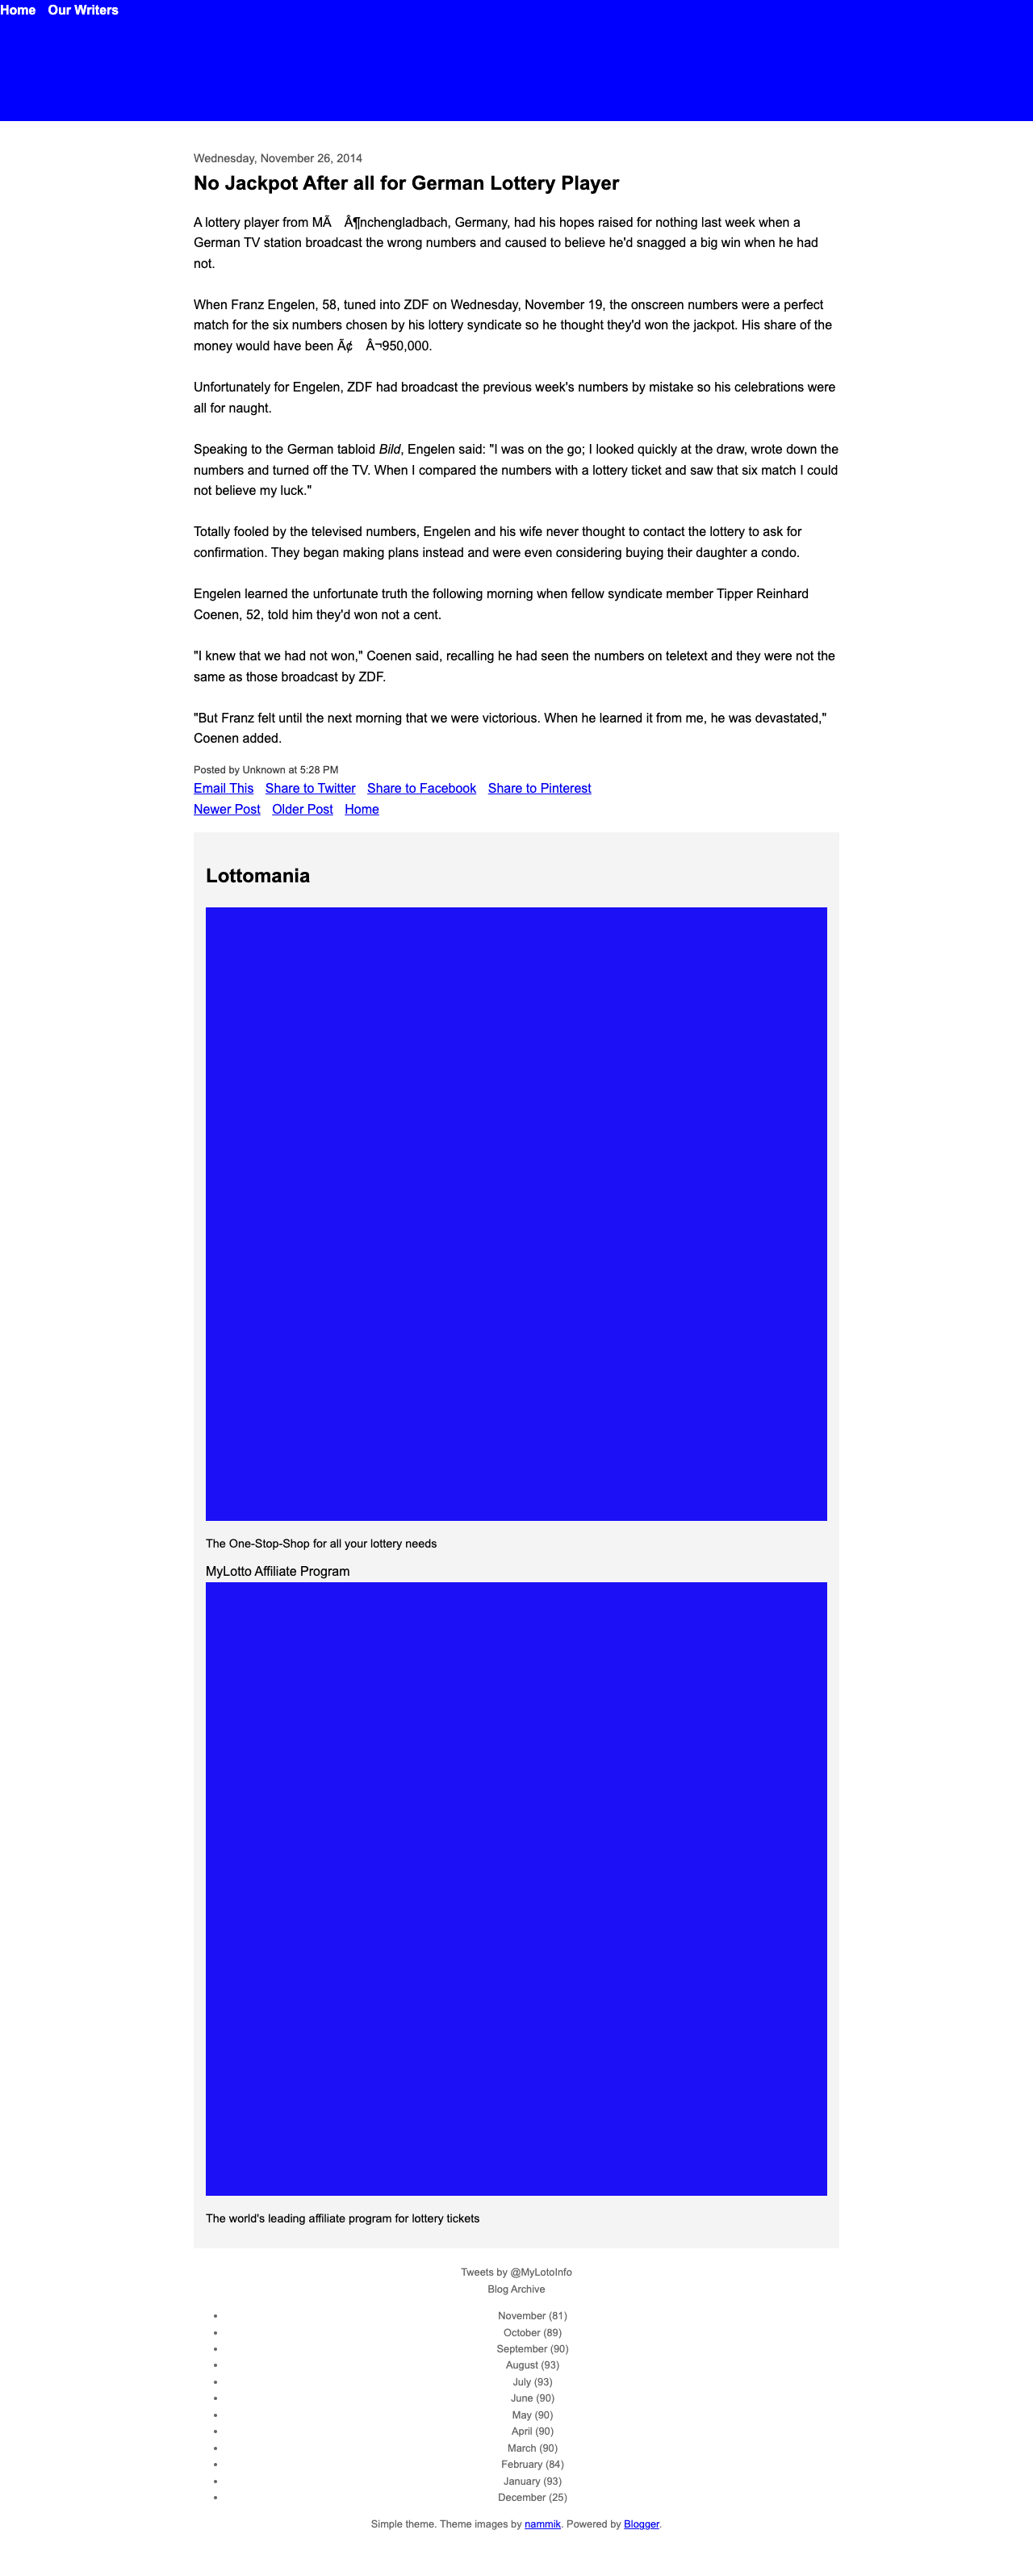 Home Our Writers
Wednesday, November 26, 2014
No Jackpot After all for German Lottery Player
A lottery player from MÃ Â¶nchengladbach, Germany, had his hopes raised for nothing last week when a
German TV station broadcast the wrong numbers and caused to believe he'd snagged a big win when he had
not.
When Franz Engelen, 58, tuned into ZDF on Wednesday, November 19, the onscreen numbers were a perfect
match for the six numbers chosen by his lottery syndicate so he thought they'd won the jackpot. His share of the
money would have been Ã¢ Â¬950,000.
Unfortunately for Engelen, ZDF had broadcast the previous week's numbers by mistake so his celebrations were
all for naught.
Speaking to the German tabloid Bild, Engelen said: "I was on the go; I looked quickly at the draw, wrote down the
numbers and turned off the TV. When I compared the numbers with a lottery ticket and saw that six match I could
not believe my luck."
Totally fooled by the televised numbers, Engelen and his wife never thought to contact the lottery to ask for
confirmation. They began making plans instead and were even considering buying their daughter a condo.
Engelen learned the unfortunate truth the following morning when fellow syndicate member Tipper Reinhard
Coenen, 52, told him they'd won not a cent.
"I knew that we had not won," Coenen said, recalling he had seen the numbers on teletext and they were not the
same as those broadcast by ZDF.
"But Franz felt until the next morning that we were victorious. When he learned it from me, he was devastated,"
Coenen added.
Posted by Unknown at 5:28 PM
Email This Share to Twitter Share to Facebook Share to Pinterest
Newer Post Older Post Home
Lottomania
The One-Stop-Shop for all your lottery needs
MyLotto Affiliate Program
The world's leading affiliate program for lottery tickets
Tweets by @MyLotoInfo
Blog Archive
• November (81)
• October (89)
• September (90)
• August (93)
• July (93)
• June (90)
• May (90)
• April (90)
• March (90)
• February (84)
• January (93)
• December (25)
Simple theme. Theme images by nammik. Powered by Blogger.